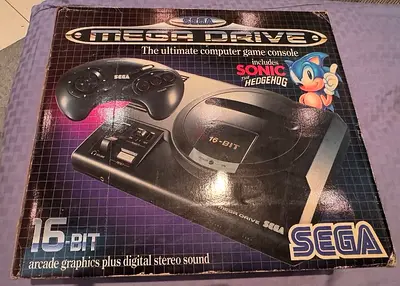 SEGA
MEGA DRIVE
The ultimate computer game console
includes
SONIC
THE
HEDGEHOG
SEGA
16-BIT
MEGA DRIVE SEGA
16-BIT
SEGA
arcade graphics plus digital stereo sound